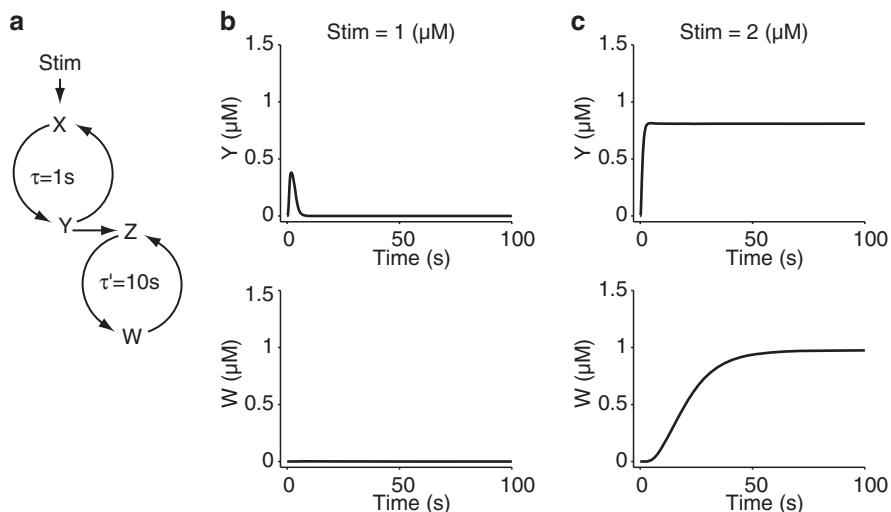 a
Stim
X
τ=1s
Y
Z
τ'=10s
W
b
Stim = 1 (µM)
1.5
1
0.5
0
Y (µM)
0
50
100
Time (s)
1.5
1
0.5
0
W (µM)
0
50
100
Time (s)
c
Stim = 2 (µM)
1.5
1
0.5
0
Y (µM)
0
50
100
Time (s)
1.5
1
0.5
0
W (µM)
0
50
100
Time (s)